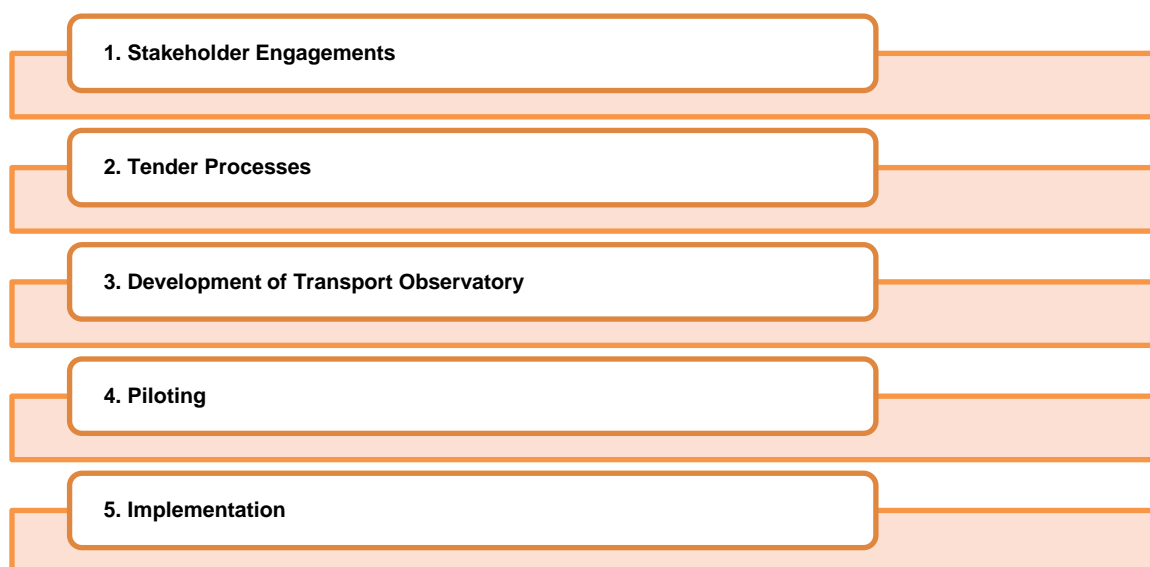 1. Stakeholder Engagements
2. Tender Processes
3. Development of Transport Observatory
4. Piloting
5. Implementation